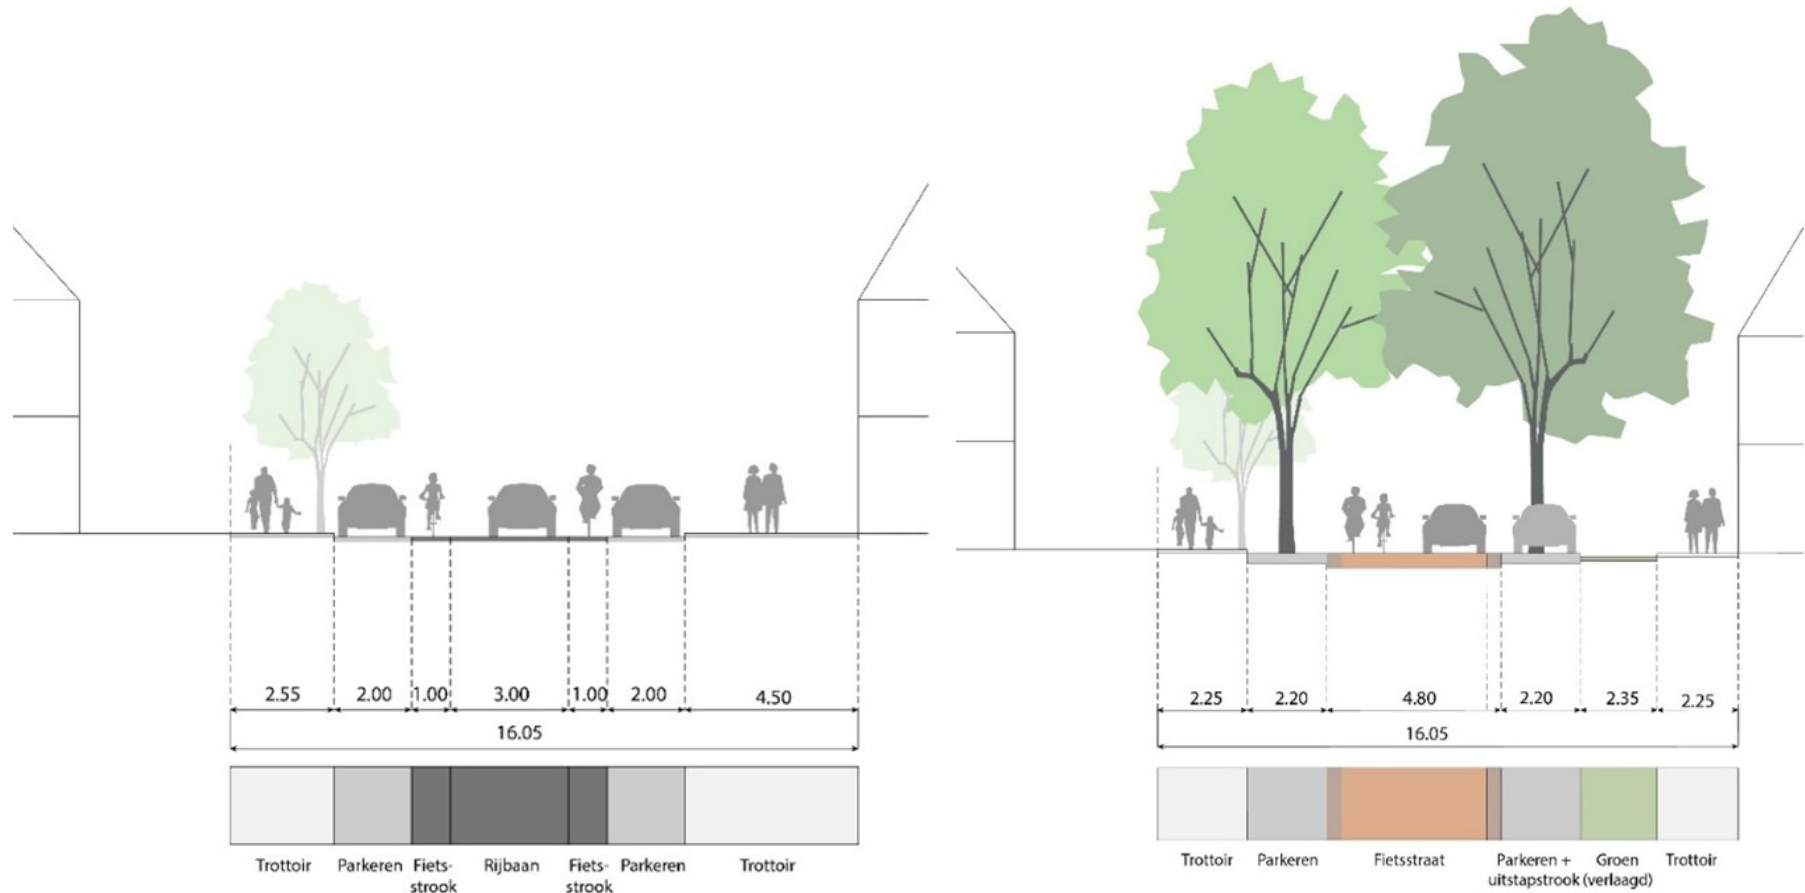 2.55 2.00 1.00 3.00 1.00 2.00 4.50
16.05
Trottoir Parkeren Fiets- Rijbaan Fiets- Parkeren Trottoir
strook strook
2.25 2.20 4.80 2.20 2.35 2.25
16.05
Trottoir Parkeren Fietsstraat Parkeren + Groen Trottoir
uitstapstrook (verlaagd)